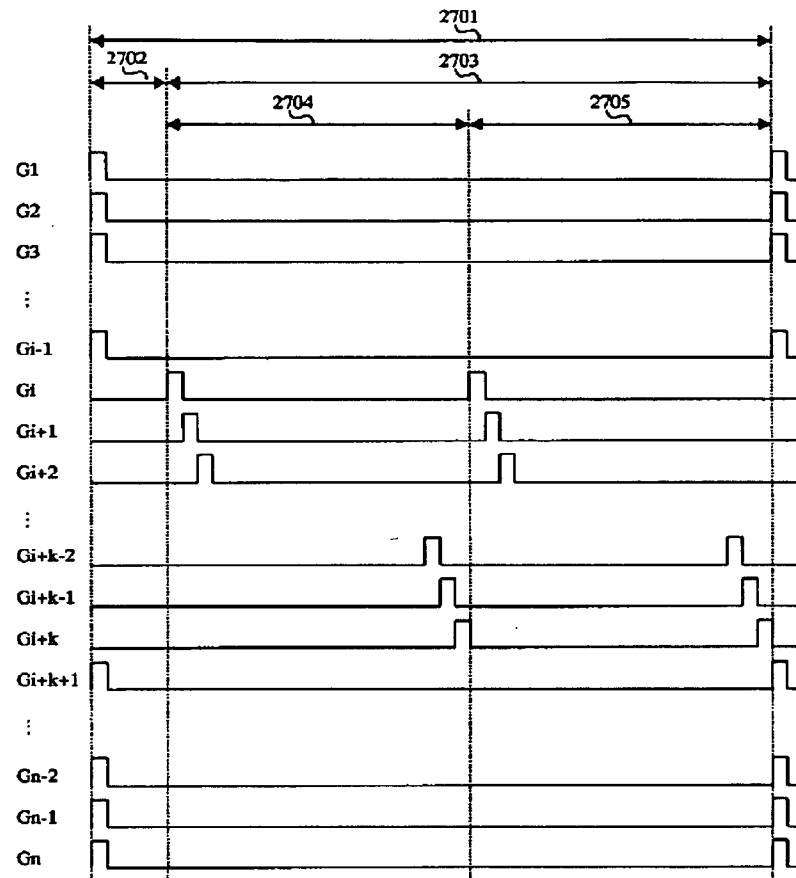 2701
2702
2703
2704
2705
G1
G2
G3
⋮
Gi-1
Gi
Gi+1
Gi+2
⋮
Gi+k-2
Gi+k-1
Gi+k
Gi+k+1
⋮
Gn-2
Gn-1
Gn